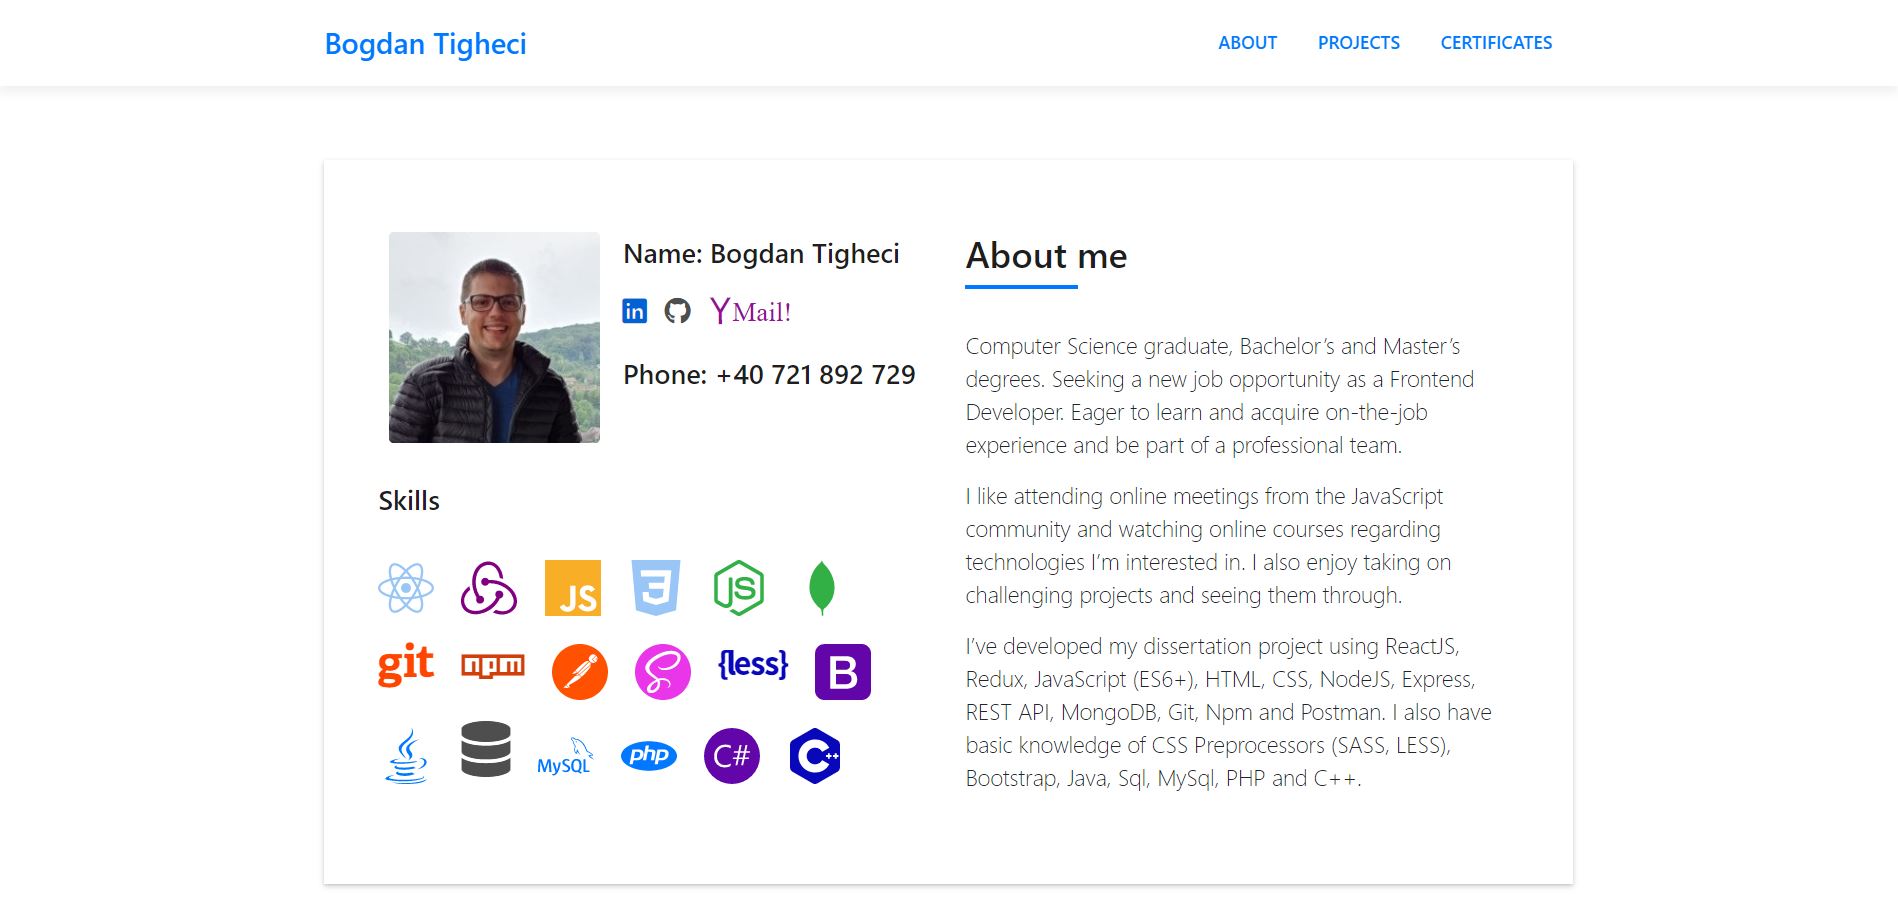 Bogdan Tigheci
ABOUT PROJECTS CERTIFICATES
Name: Bogdan Tigheci
in Y Mail!
Phone: +40 721 892 729
Skills
JS 3 JS
git npm S {less} B
MySQL php C# C++
About me
Computer Science graduate, Bachelor’s and Master’s
degrees. Seeking a new job opportunity as a Frontend
Developer. Eager to learn and acquire on-the-job
experience and be part of a professional team.
I like attending online meetings from the JavaScript
community and watching online courses regarding
technologies I’m interested in. I also enjoy taking on
challenging projects and seeing them through.
I’ve developed my dissertation project using ReactJS,
Redux, JavaScript (ES6+), HTML, CSS, NodeJS, Express,
REST API, MongoDB, Git, Npm and Postman. I also have
basic knowledge of CSS Preprocessors (SASS, LESS),
Bootstrap, Java, Sql, MySql, PHP and C++.